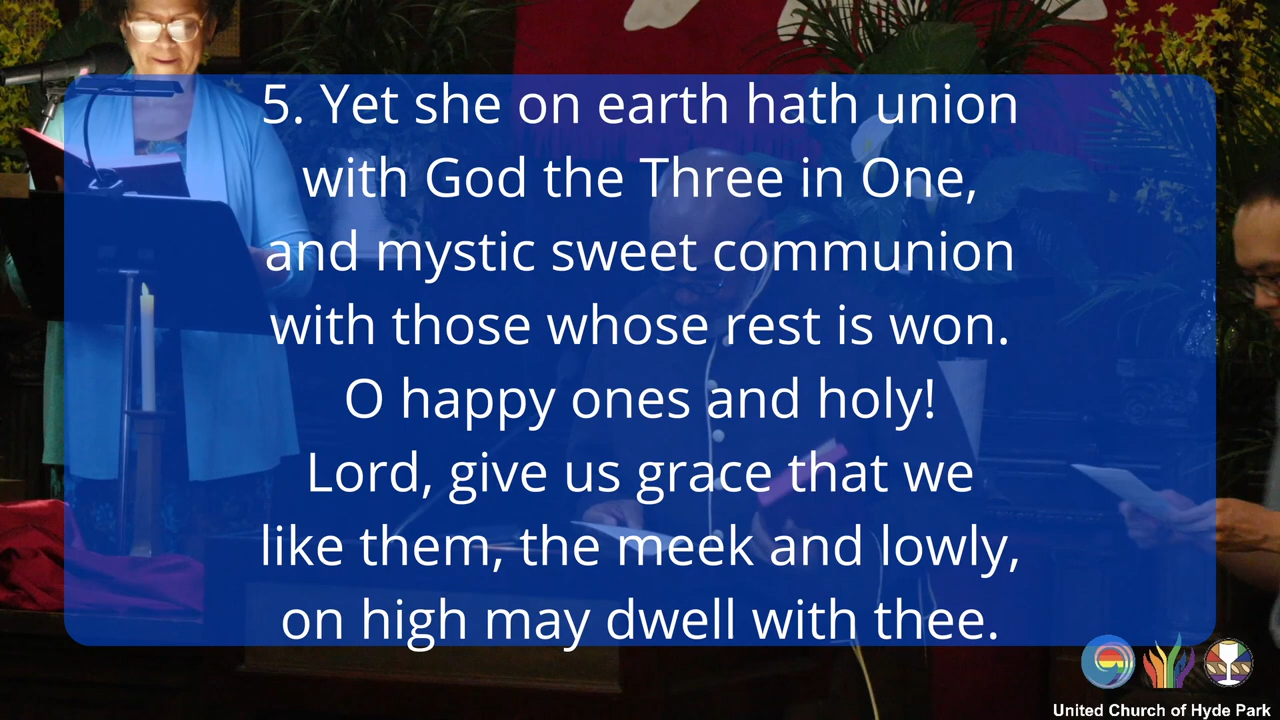 5. Yet she on earth hath union
with God the Three in One,
and mystic sweet communion
with those whose rest is won.
O happy ones and holy!
Lord, give us grace that we
like them, the meek and lowly,
on high may dwell with thee.
United Church of Hyde Park